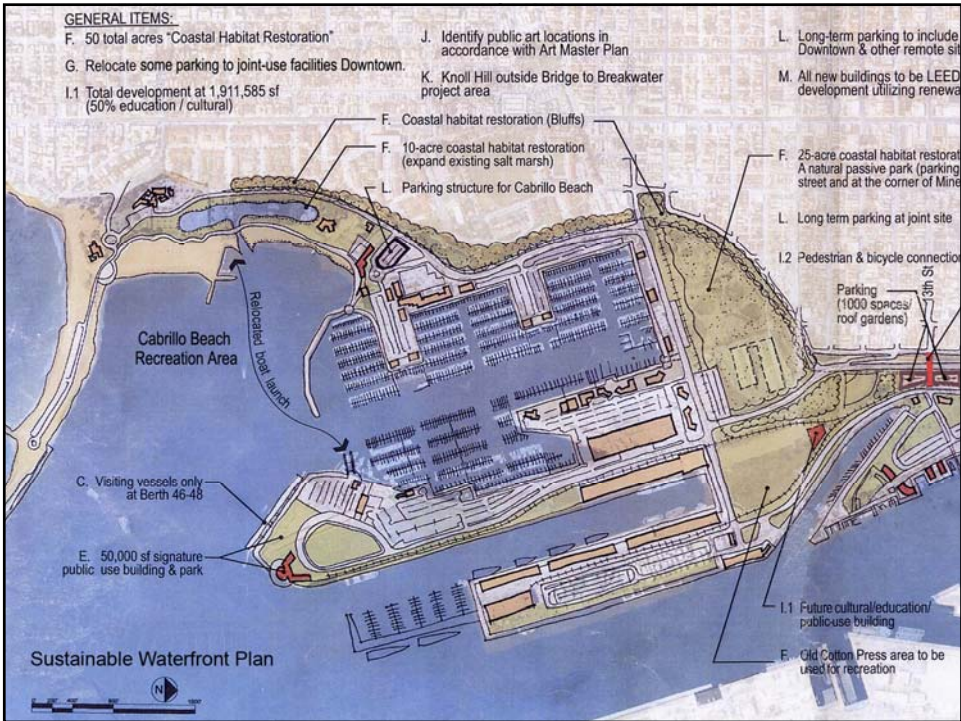 GENERAL ITEMS:
F. 50 total acres "Coastal Habitat Restoration"
G. Relocate some parking to joint-use facilities Downtown.
I.1 Total development at 1,911,585 sf
(50% education / cultural)
J. Identify public art locations in
accordance with Art Master Plan
K. Knoll Hill outside Bridge to Breakwater
project area
L. Long-term parking to include
Downtown & other remote sit
M. All new buildings to be LEED
development utilizing renewa
F. Coastal habitat restoration (Bluffs)
F. 10-acre coastal habitat restoration
(expand existing salt marsh)
L. Parking structure for Cabrillo Beach
F. 25-acre coastal habitat restorat
A natural passive park (parking
street and at the corner of Mine
L. Long term parking at joint site
I.2 Pedestrian & bicycle connection
Parking
(1000 spaces/
roof gardens)
13th St
Cabrillo Beach
Recreation Area
Relocated boat launch
C. Visiting vessels only
at Berth 46-48
E. 50,000 sf signature
public use building & park
I.1 Future cultural/education/
public-use building
F. Old Cotton Press area to be
used for recreation
Sustainable Waterfront Plan
N
0 200' 400' 800' 1600'